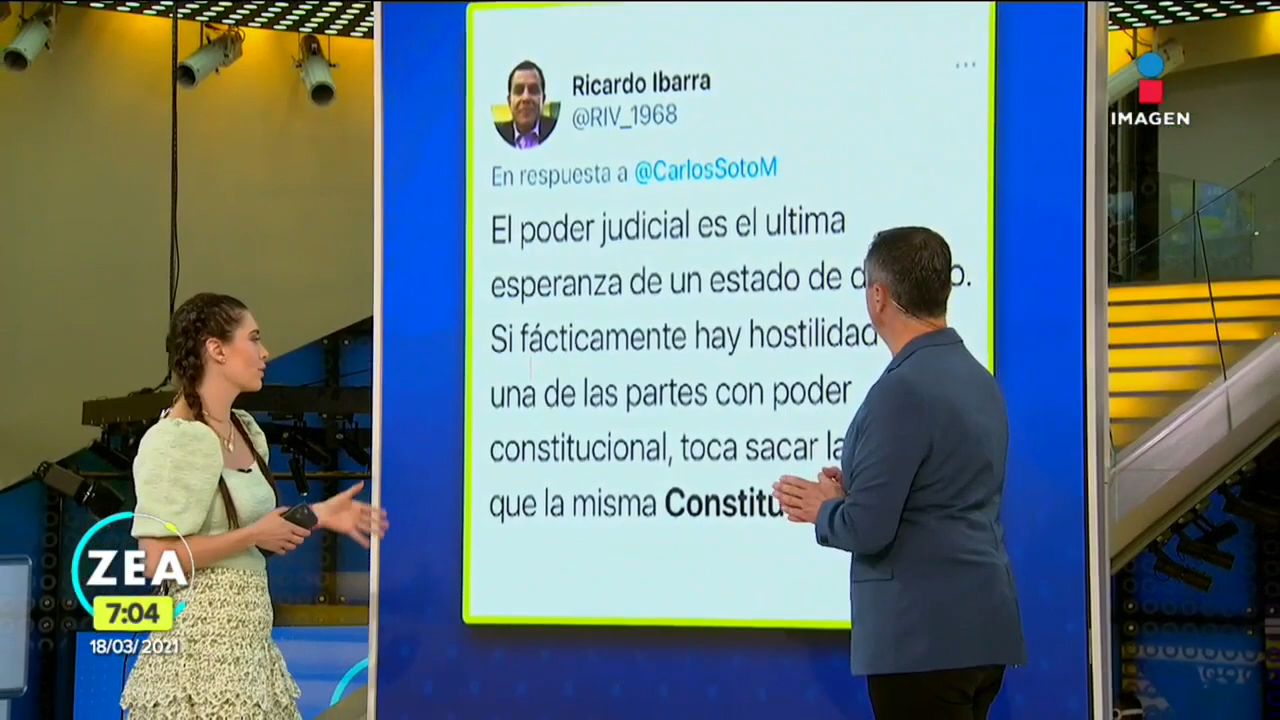 Ricardo Ibarra
@RIV_1968
En respuesta a @CarlosSotoM
El poder judicial es el ultima
esperanza de un estado de
Si fácticamente hay hostilidad
una de las partes con poder
constitucional, toca sacar
que la misma
IMAGEN
ZEA
7:04
18/03/2021